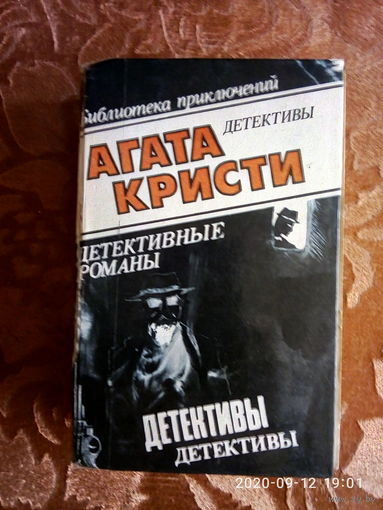 Библиотека приключений
ДЕТЕКТИВЫ
АГАТА
КРИСТИ
ДЕТЕКТИВНЫЕ
РОМАНЫ
ДЕТЕКТИВЫ
ДЕТЕКТИВЫ
2020-09-12 19:01